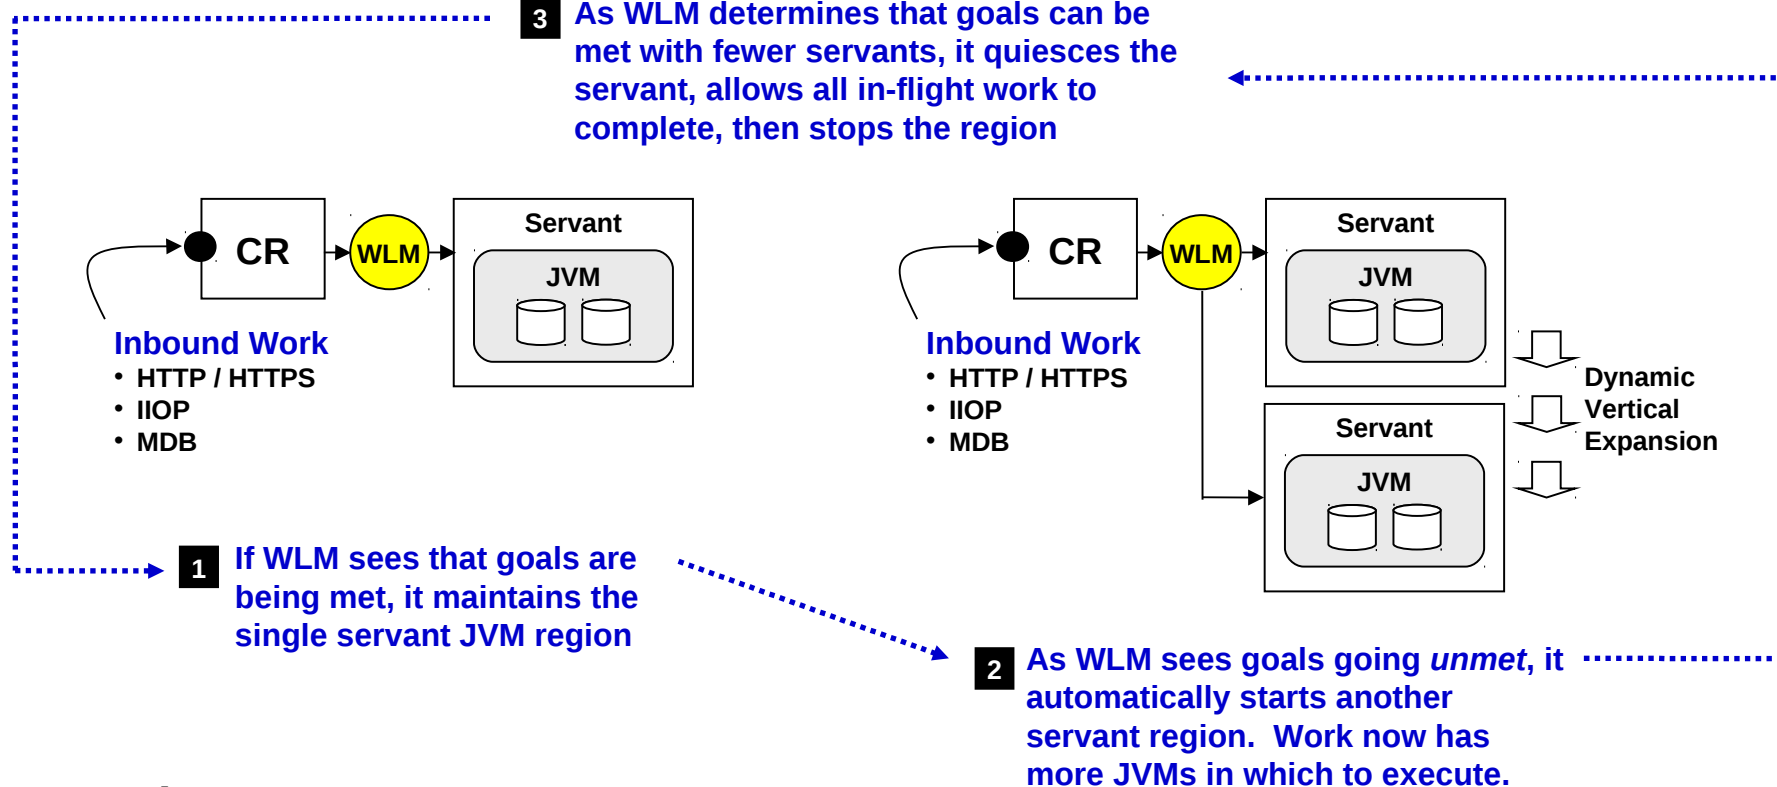 3 As WLM determines that goals can be
met with fewer servants, it quiesces the
servant, allows all in-flight work to
complete, then stops the region
CR
WLM
Servant
JVM
Inbound Work
• HTTP / HTTPS
• IIOP
• MDB
CR
WLM
Servant
JVM
Inbound Work
• HTTP / HTTPS
• IIOP
• MDB
Servant
JVM
Dynamic
Vertical
Expansion
1 If WLM sees that goals are
being met, it maintains the
single servant JVM region
2 As WLM sees goals going unmet, it
automatically starts another
servant region.  Work now has
more JVMs in which to execute.